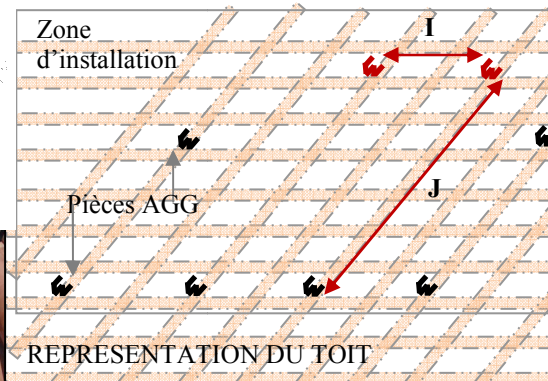 Zone
d'installation
I
J
Pièces AGG
REPRESENTATION DU TOIT